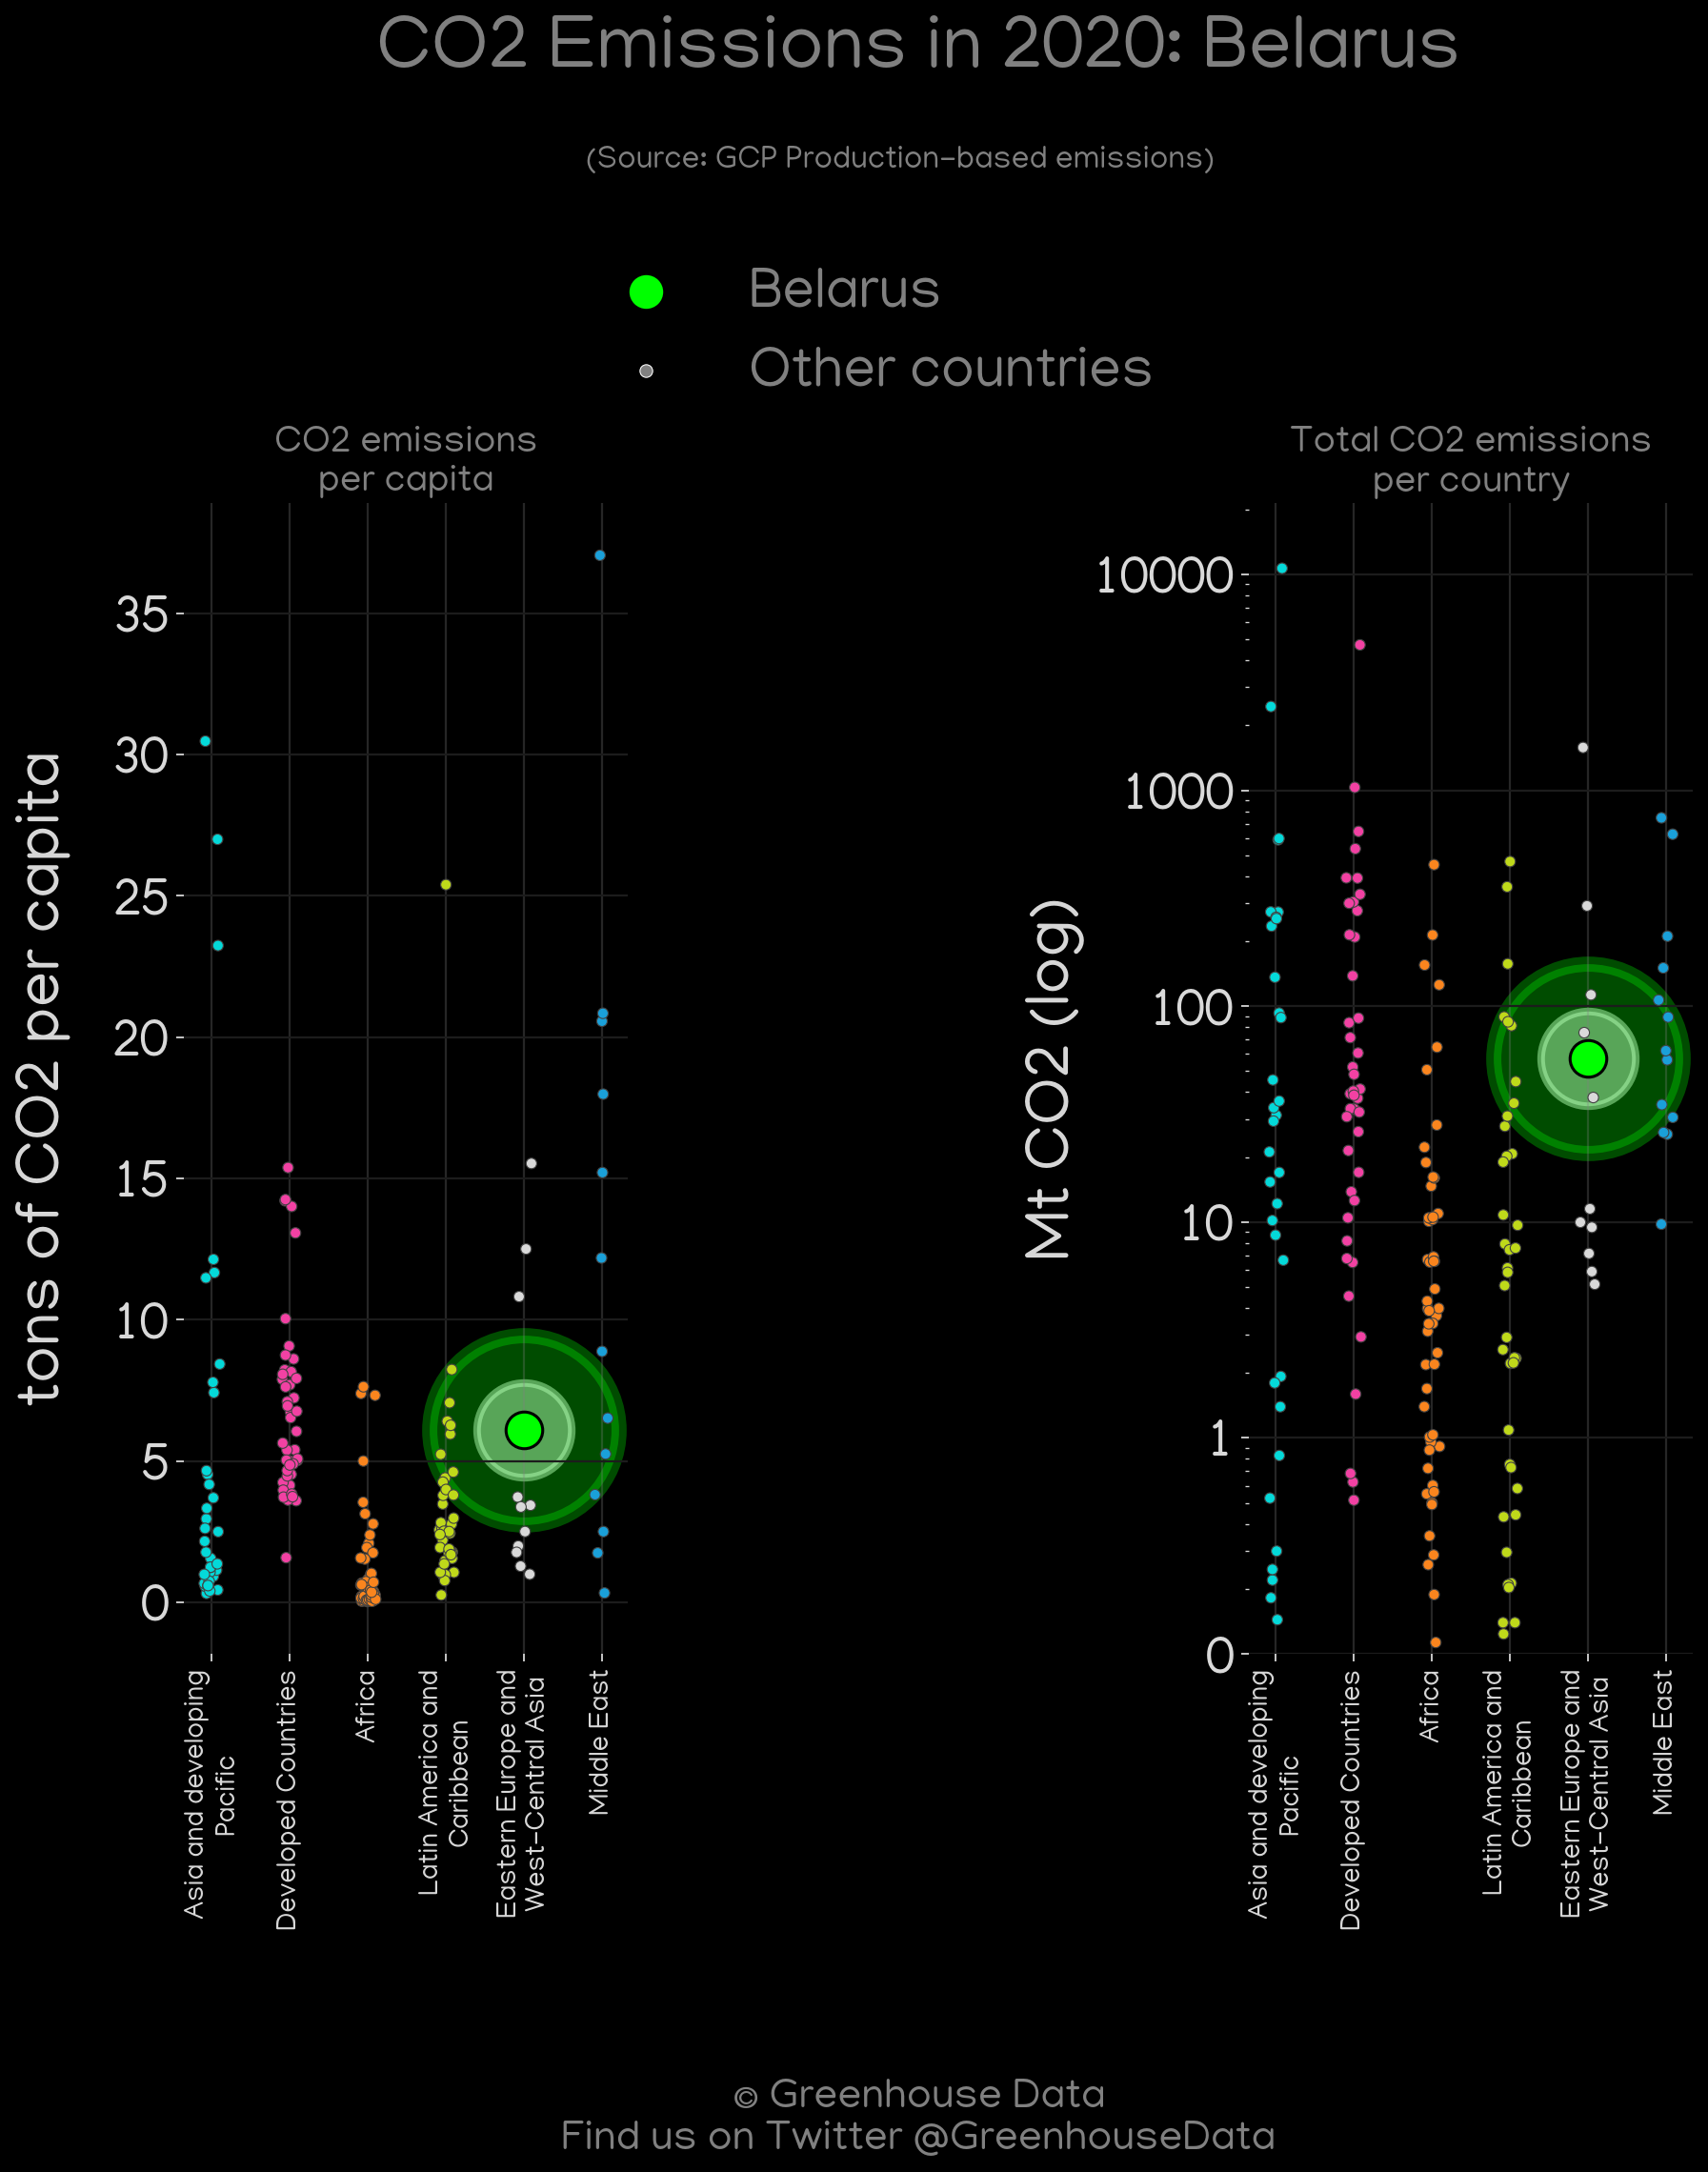 CO2 Emissions in 2020: Belarus
(Source: GCP Production-based emissions)
Belarus
Other countries
CO2 emissions
per capita
tons of CO2 per capita
35
30
25
20
15
10
5
0
Asia and developing
Pacific
Developed Countries
Africa
Latin America and
Caribbean
Eastern Europe and
West-Central Asia
Middle East
Total CO2 emissions
per country
Mt CO2 (log)
10000
1000
100
10
1
0
Asia and developing
Pacific
Developed Countries
Africa
Latin America and
Caribbean
Eastern Europe and
West-Central Asia
Middle East
© Greenhouse Data
Find us on Twitter @GreenhouseData